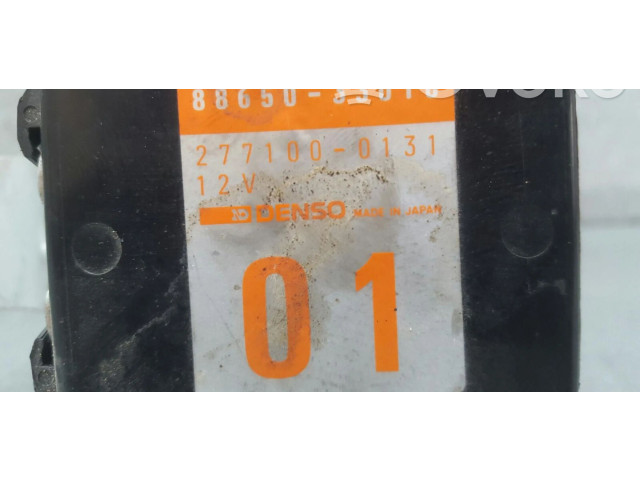 277100-0131
12V
DENSO MADE IN JAPAN
01